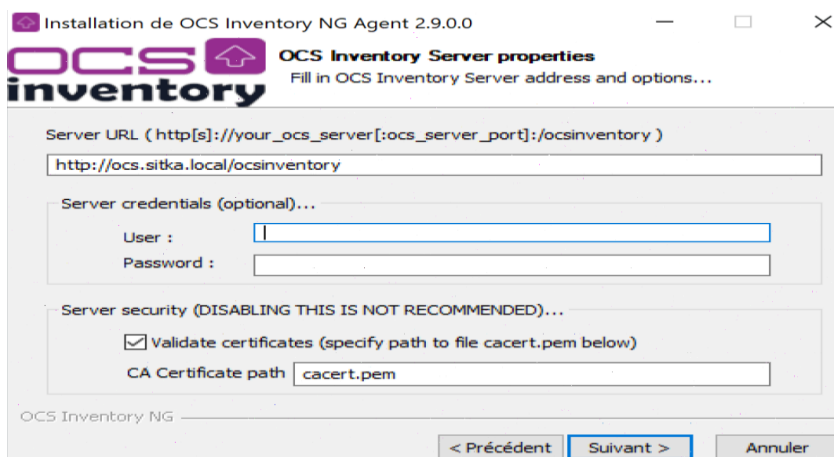 Installation de OCS Inventory NG Agent 2.9.0.0
OCS
inventory
OCS Inventory Server properties
Fill in OCS Inventory Server address and options...
Server URL ( http[s]://your_ocs_server[:ocs_server_port]:/ocsinventory )
http://ocs.sitka.local/ocsinventory
Server credentials (optional)...
User :
Password :
Server security (DISABLING THIS IS NOT RECOMMENDED)...
Validate certificates (specify path to file cacert.pem below)
CA Certificate path cacert.pem
OCS Inventory NG
< Précédent Suivant > Annuler